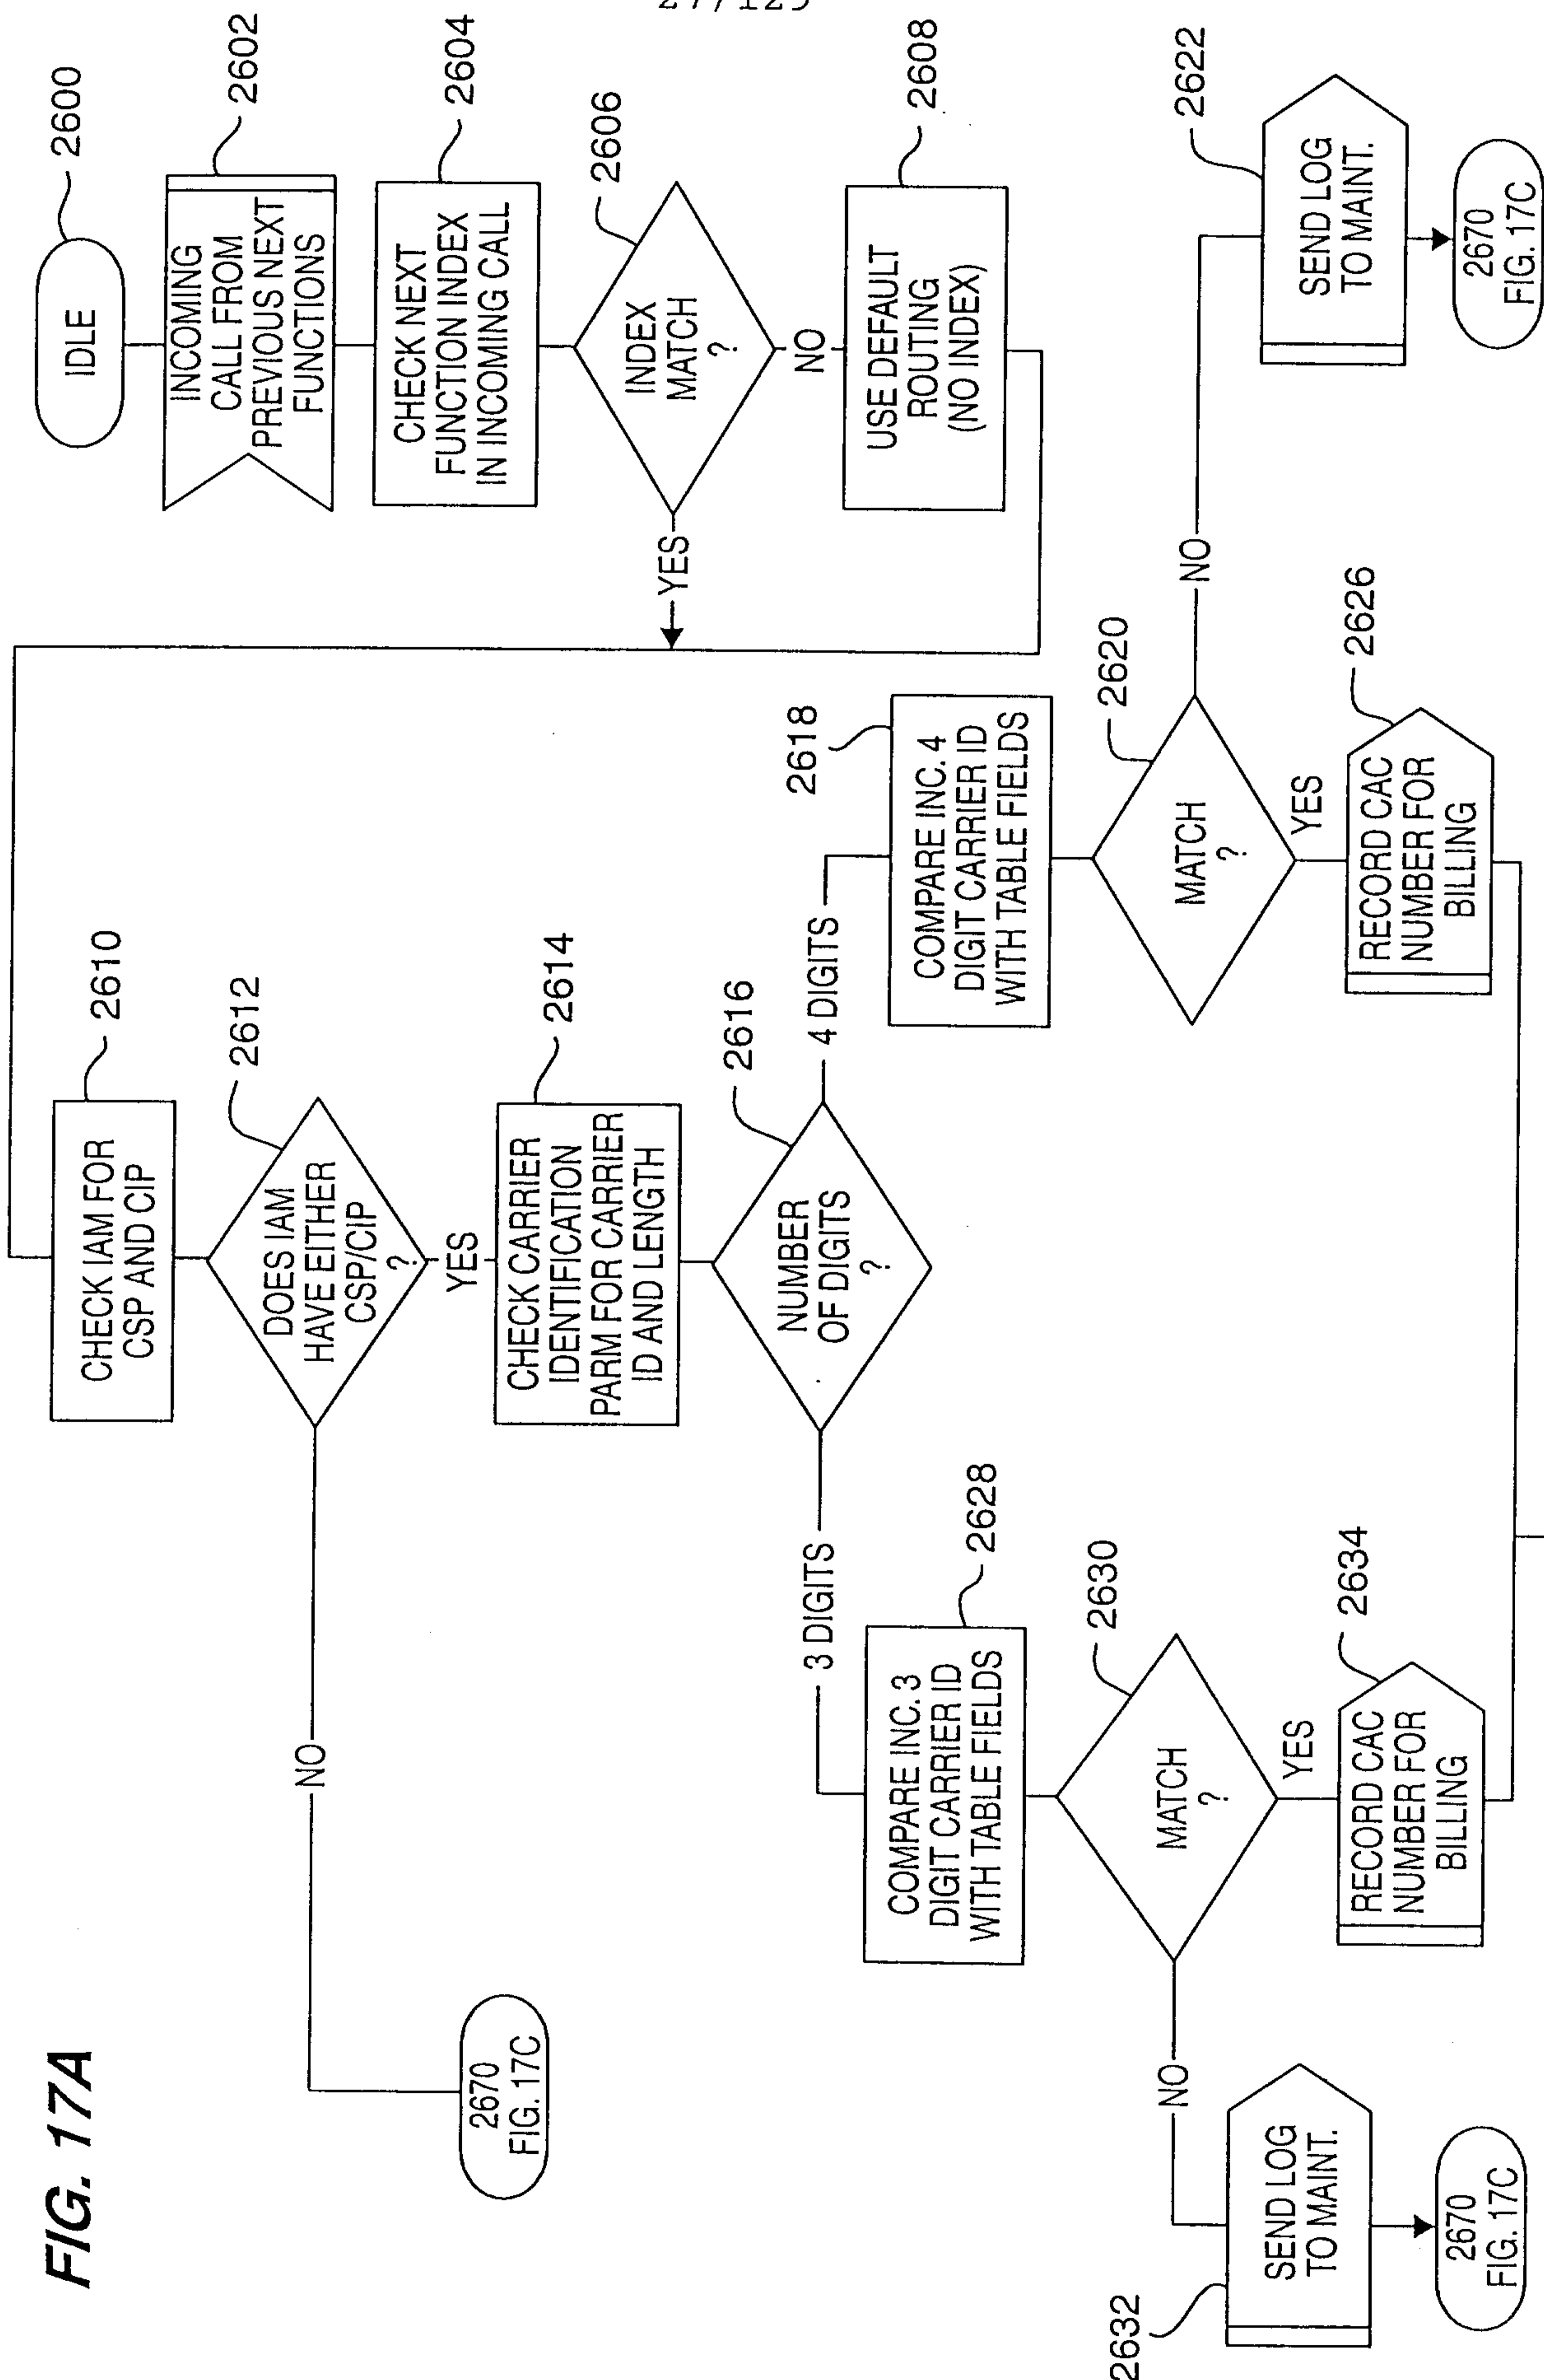 FIG. 17A
IDLE
2600
INCOMING
CALL FROM
PREVIOUS NEXT
FUNCTIONS
2602
CHECK NEXT
FUNCTION INDEX
IN INCOMING CALL
2604
INDEX
MATCH
?
2606
YES
NO
USE DEFAULT
ROUTING
(NO INDEX)
2608
CHECK IAM FOR
CSP AND CIP
2610
DOES IAM
HAVE EITHER
CSP/CIP
?
2612
NO
2670
FIG. 17C
YES
CHECK CARRIER
IDENTIFICATION
PARM FOR CARRIER
ID AND LENGTH
2614
NUMBER
OF DIGITS
?
2616
4 DIGITS
COMPARE INC. 4
DIGIT CARRIER ID
WITH TABLE FIELDS
2618
MATCH
?
2620
NO
SEND LOG
TO MAINT.
2622
2670
FIG. 17C
YES
RECORD CAC
NUMBER FOR
BILLING
2626
3 DIGITS
COMPARE INC. 3
DIGIT CARRIER ID
WITH TABLE FIELDS
2628
MATCH
?
2630
NO
SEND LOG
TO MAINT.
2632
2670
FIG. 17C
YES
RECORD CAC
NUMBER FOR
BILLING
2634